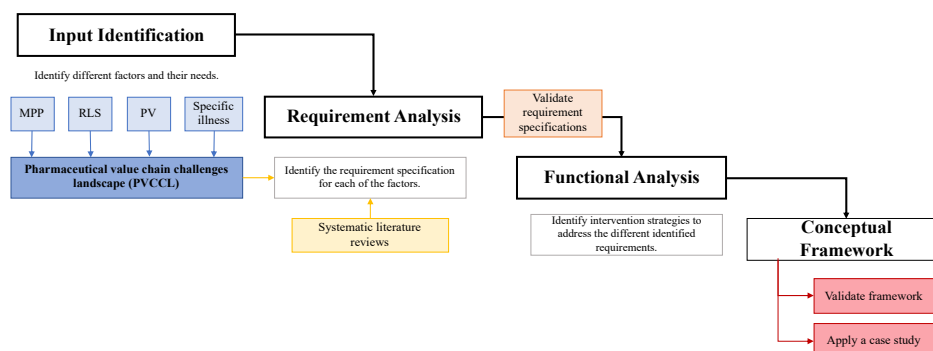 Input Identification
Identify different factors and their needs.
MPP
RLS
PV
Specific
illness
Pharmaceutical value chain challenges
landscape (PVCCL)
Requirement Analysis
Identify the requirement specification
for each of the factors.
Systematic literature
reviews
Validate
requirement
specifications
Functional Analysis
Identify intervention strategies to
address the different identified
requirements.
Conceptual
Framework
Validate framework
Apply a case study